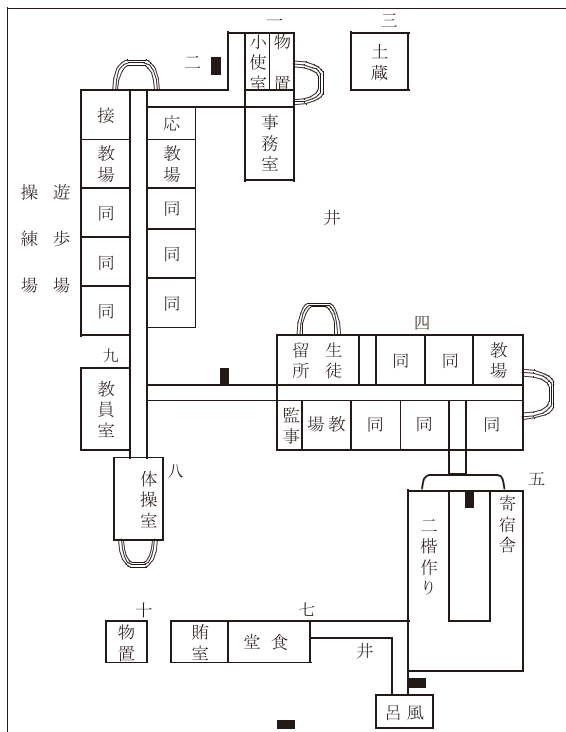 一
二
三
小使室
物置
土蔵
事務室
接
応
教場
教場
同
同
同
同
同
同
遊歩場
操練場
井
四
生徒
留所
同
同
教場
九
教員室
監事
場教
同
同
同
八
体操室
五
寄宿舎
二楷作り
十
物置
七
賄室
堂食
井
呂風